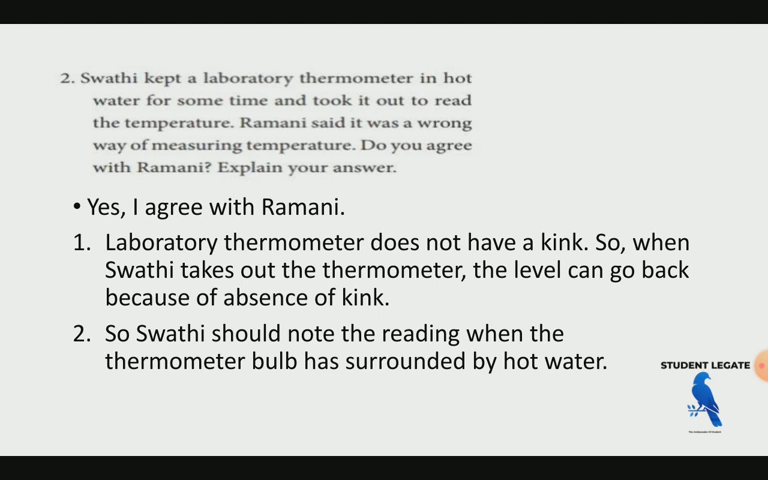 2. Swathi kept a laboratory thermometer in hot
water for some time and took it out to read
the temperature. Ramani said it was a wrong
way of measuring temperature. Do you agree
with Ramani? Explain your answer.
• Yes, I agree with Ramani.
1. Laboratory thermometer does not have a kink. So, when
Swathi takes out the thermometer, the level can go back
because of absence of kink.
2. So Swathi should note the reading when the
thermometer bulb has surrounded by hot water.
STUDENT LEGATE